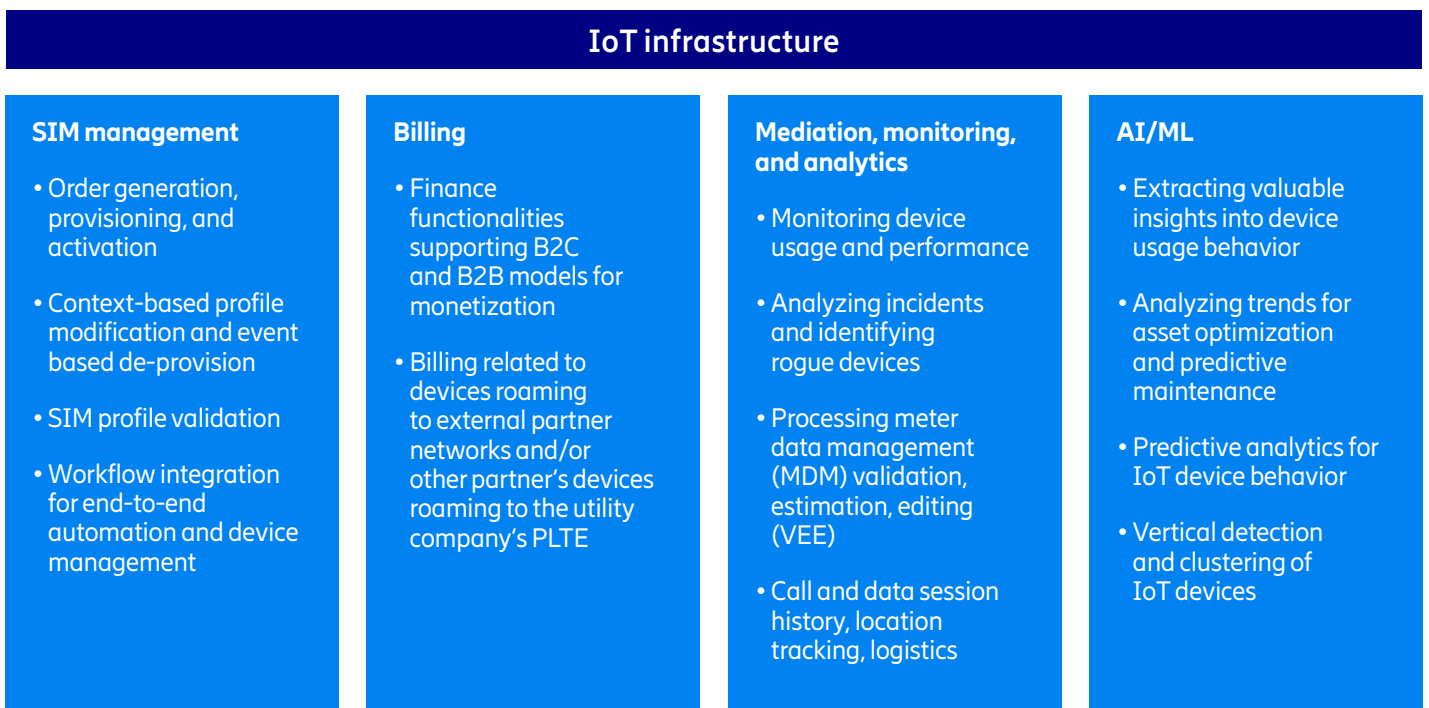 IoT infrastructure
SIM management
• Order generation,
provisioning, and
activation
• Context-based profile
modification and event
based de-provision
• SIM profile validation
• Workflow integration
for end-to-end
automation and device
management
Billing
• Finance
functionalities
supporting B2C
and B2B models for
monetization
• Billing related to
devices roaming
to external partner
networks and/or
other partner's devices
roaming to the utility
company's PLTE
Mediation, monitoring,
and analytics
• Monitoring device
usage and performance
• Analyzing incidents
and identifying
rogue devices
• Processing meter
data management
(MDM) validation,
estimation, editing
(VEE)
• Call and data session
history, location
tracking, logistics
AI/ML
• Extracting valuable
insights into device
usage behavior
• Analyzing trends for
asset optimization
and predictive
maintenance
• Predictive analytics for
IoT device behavior
• Vertical detection
and clustering of
IoT devices